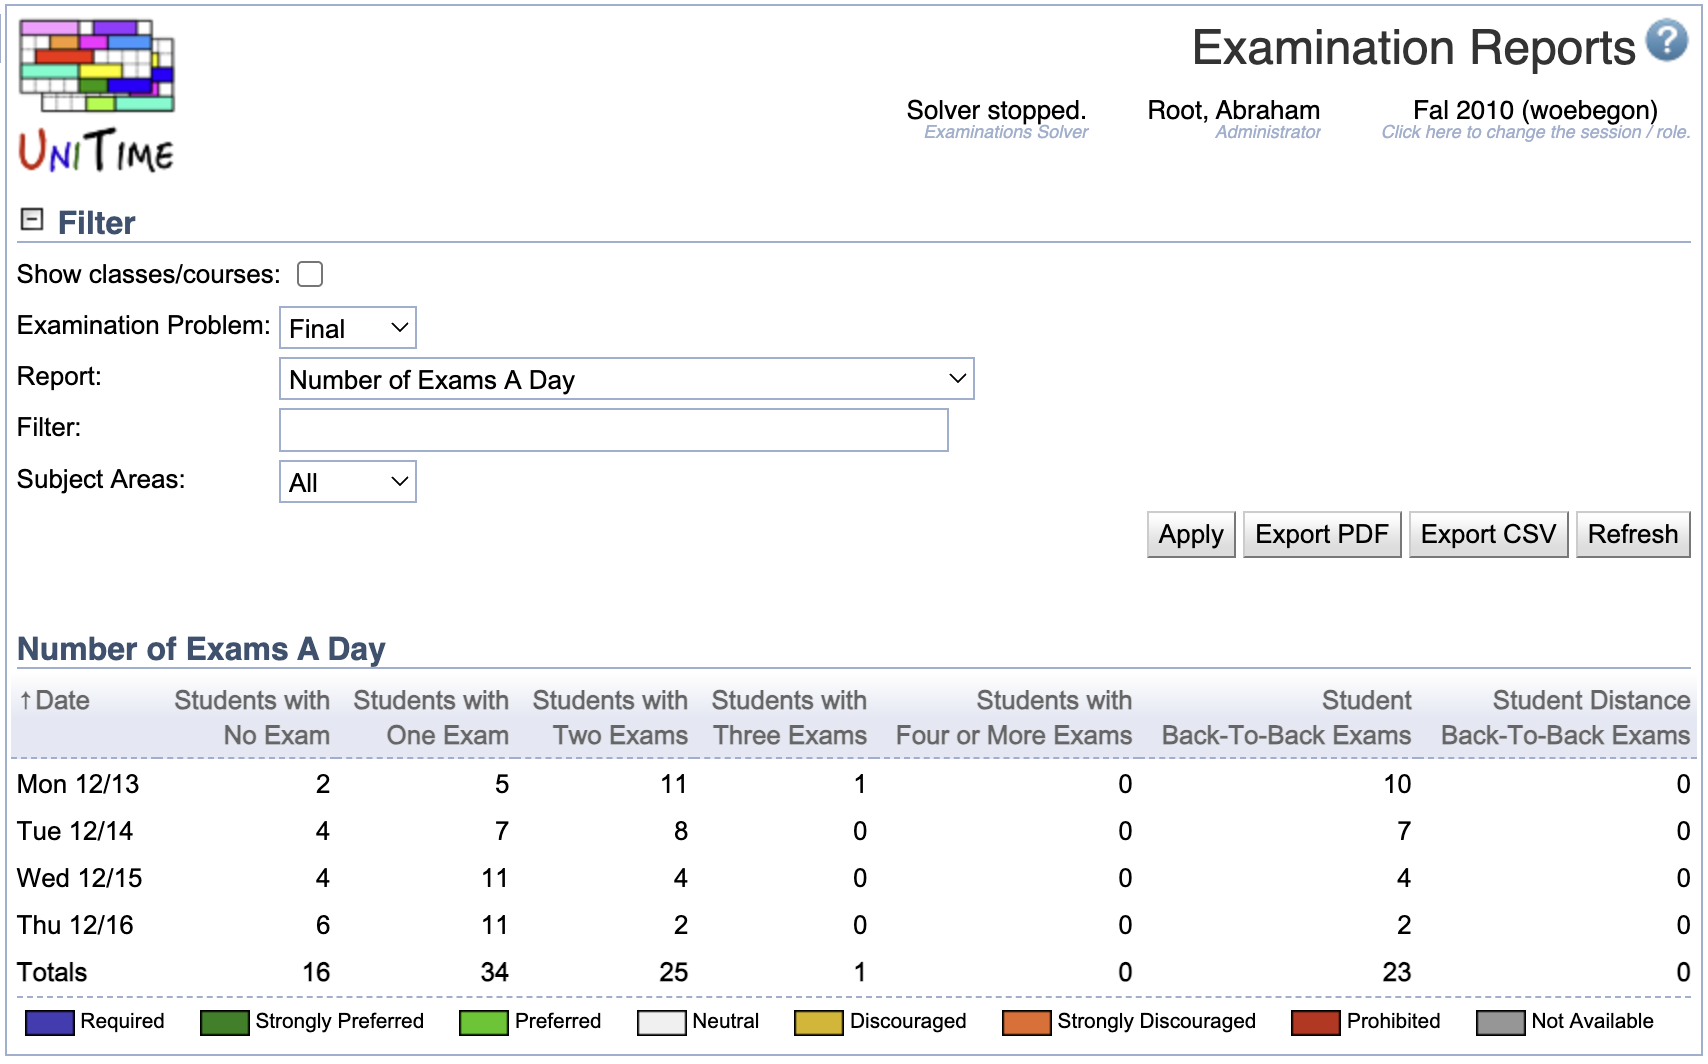 Examination Reports ?
Solver stopped. Root, Abraham Fal 2010 (woebegon)
Examinations Solver Administrator Click here to change the session / role.
UniTime
Filter
Show classes/courses:
Examination Problem: Final
Report: Number of Exams A Day
Filter:
Subject Areas: All
Apply Export PDF Export CSV Refresh
Number of Exams A Day
↑Date Students with Students with Students with Students with Students with Student Student Distance
No Exam One Exam Two Exams Three Exams Four or More Exams Back-To-Back Exams Back-To-Back Exams
Mon 12/13 2 5 11 1 0 10 0
Tue 12/14 4 7 8 0 0 7 0
Wed 12/15 4 11 4 0 0 4 0
Thu 12/16 6 11 2 0 0 2 0
Totals 16 34 25 1 0 23 0
Required Strongly Preferred Preferred Neutral Discouraged Strongly Discouraged Prohibited Not Available